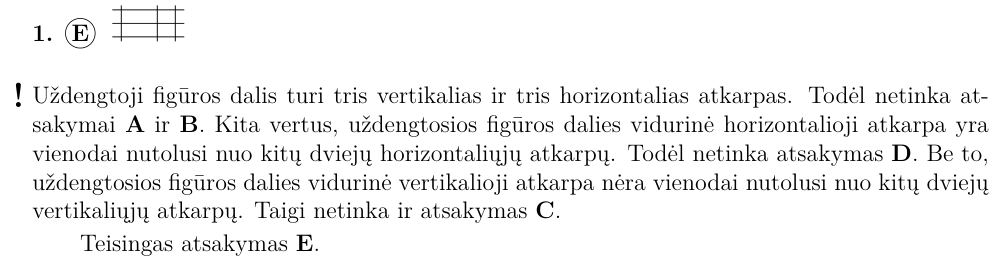 1. E
! Uždengtoji figūros dalis turi tris vertikalias ir tris horizontalias atkarpas. Todėl netinka at-
sakymai A ir B. Kita vertus, uždengtosios figūros dalies vidurinė horizontalioji atkarpa yra
vienodai nutolusi nuo kitų dviejų horizontaliųjų atkarpų. Todėl netinka atsakymas D. Be to,
uždengtosios figūros dalies vidurinė vertikalioji atkarpa nėra vienodai nutolusi nuo kitų dviejų
vertikaliųjų atkarpų. Taigi netinka ir atsakymas C.
Teisingas atsakymas E.